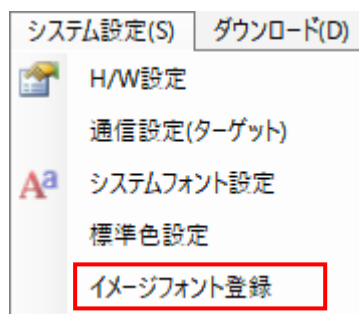 システム設定(S) ダウンロード(D)
H/W設定
通信設定(ターゲット)
Aa システムフォント設定
標準色設定
イメージフォント登録